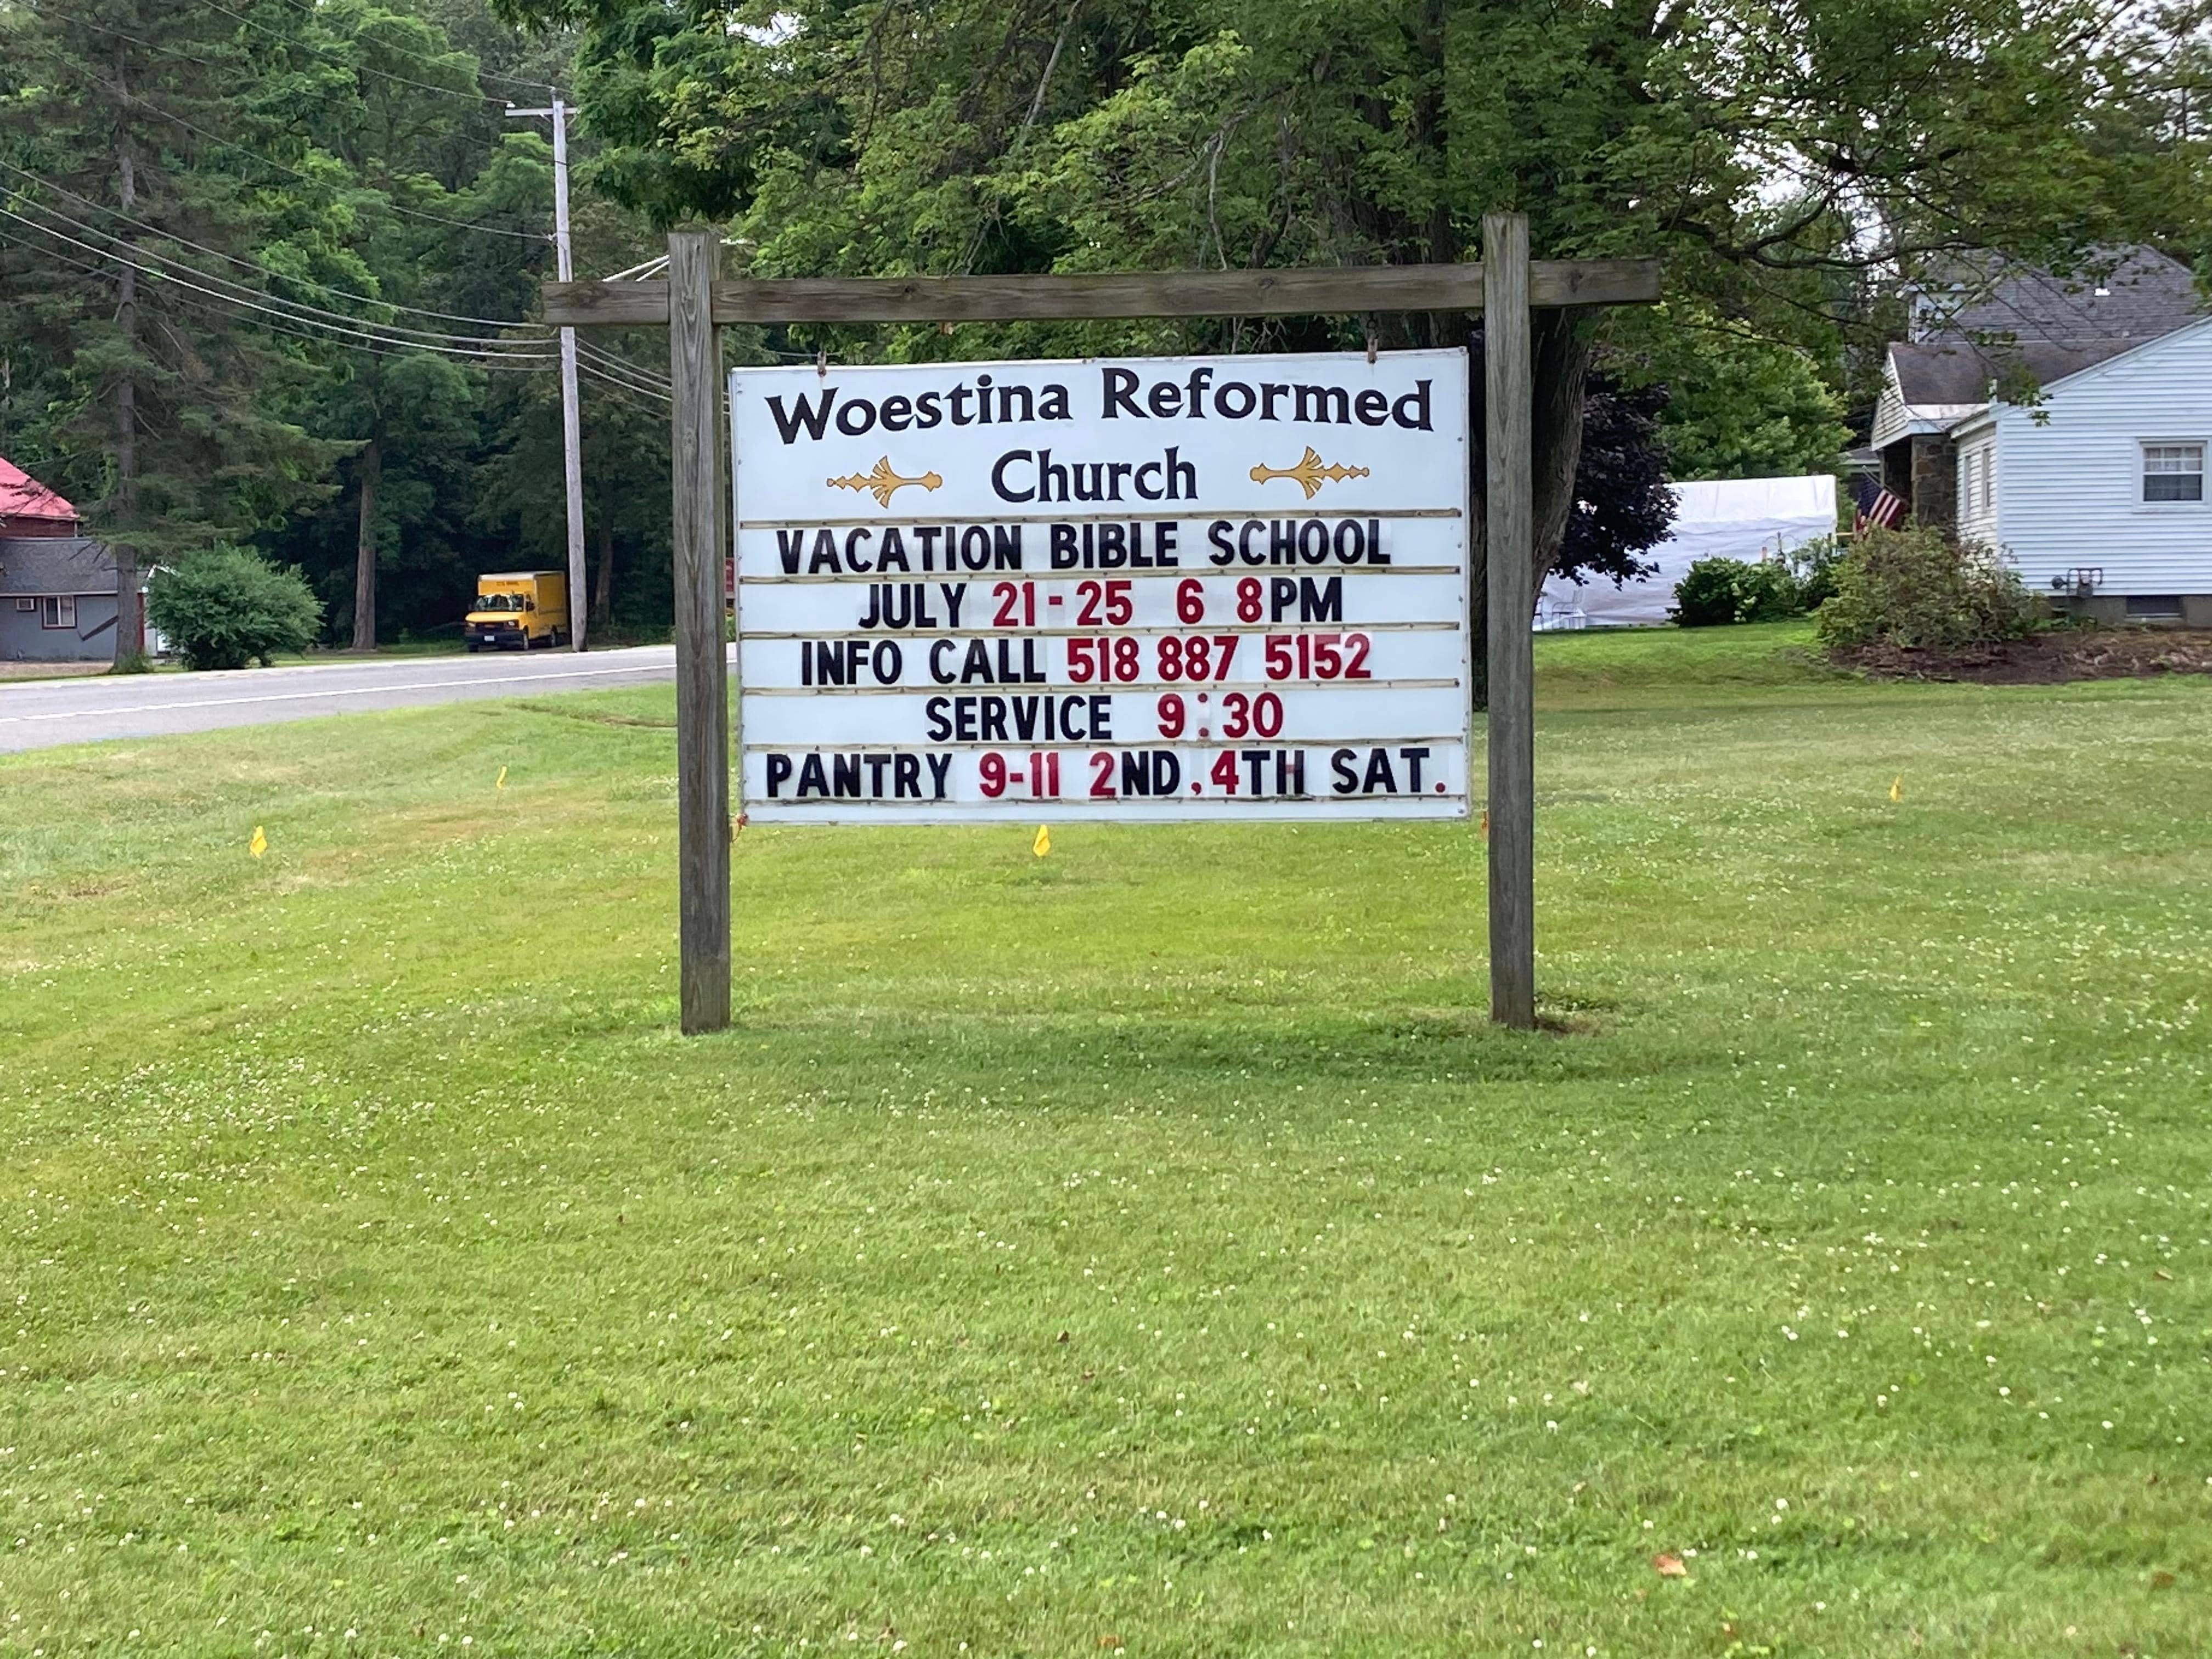 Woestina Reformed
Church
VACATION BIBLE SCHOOL
JULY 21-25 6 8PM
INFO CALL 518 887 5152
SERVICE 9:30
PANTRY 9-11 2ND,4TH SAT.